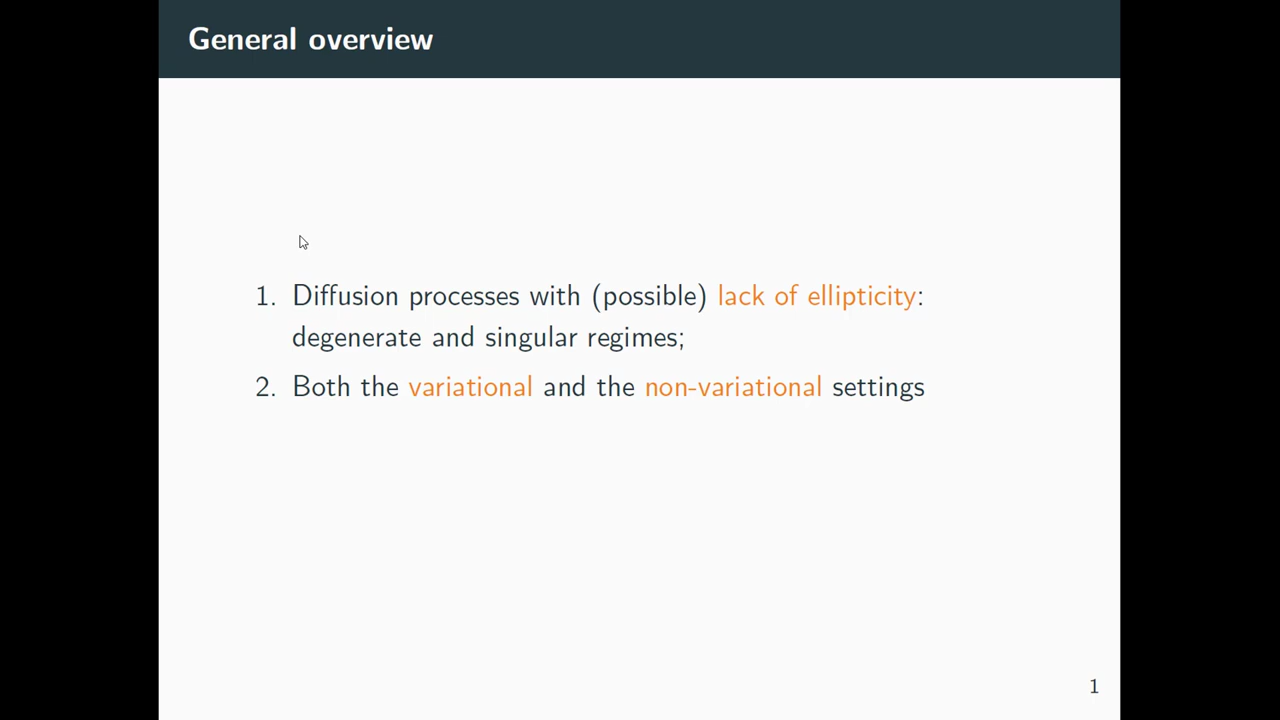 General overview
1. Diffusion processes with (possible) lack of ellipticity:
degenerate and singular regimes;
2. Both the variational and the non-variational settings
1